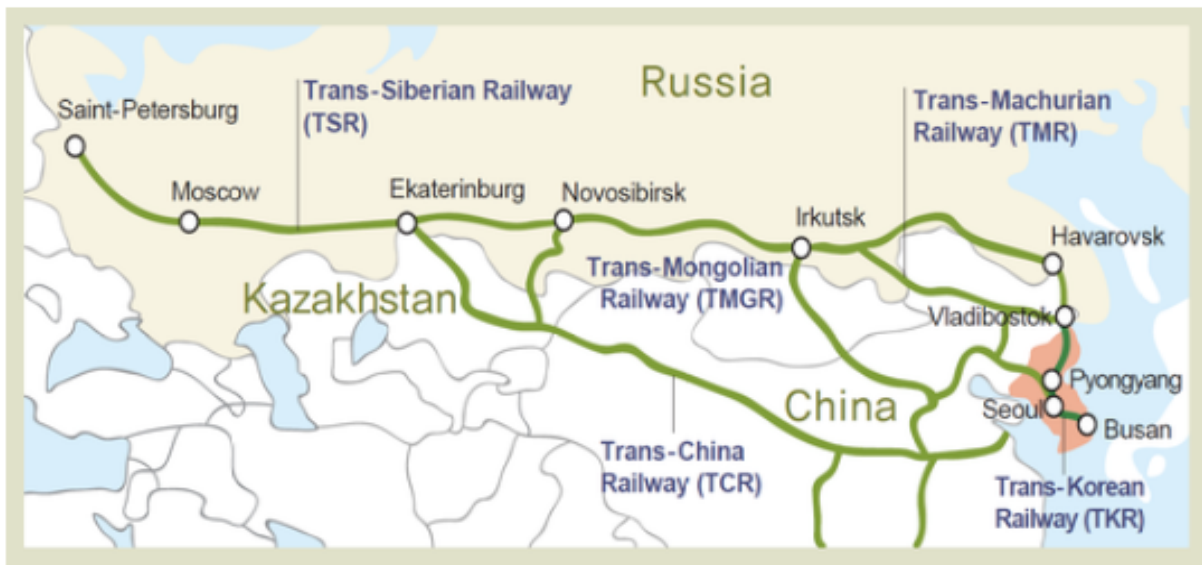 Russia
Trans-Siberian Railway
(TSR)
Trans-Machurian
Railway (TMR)
Saint-Petersburg
Moscow
Ekaterinburg
Novosibirsk
Irkutsk
Havarovsk
Trans-Mongolian
Railway (TMGR)
Kazakhstan
Vladibostok
Pyongyang
China
Seoul
Busan
Trans-China
Railway (TCR)
Trans-Korean
Railway (TKR)